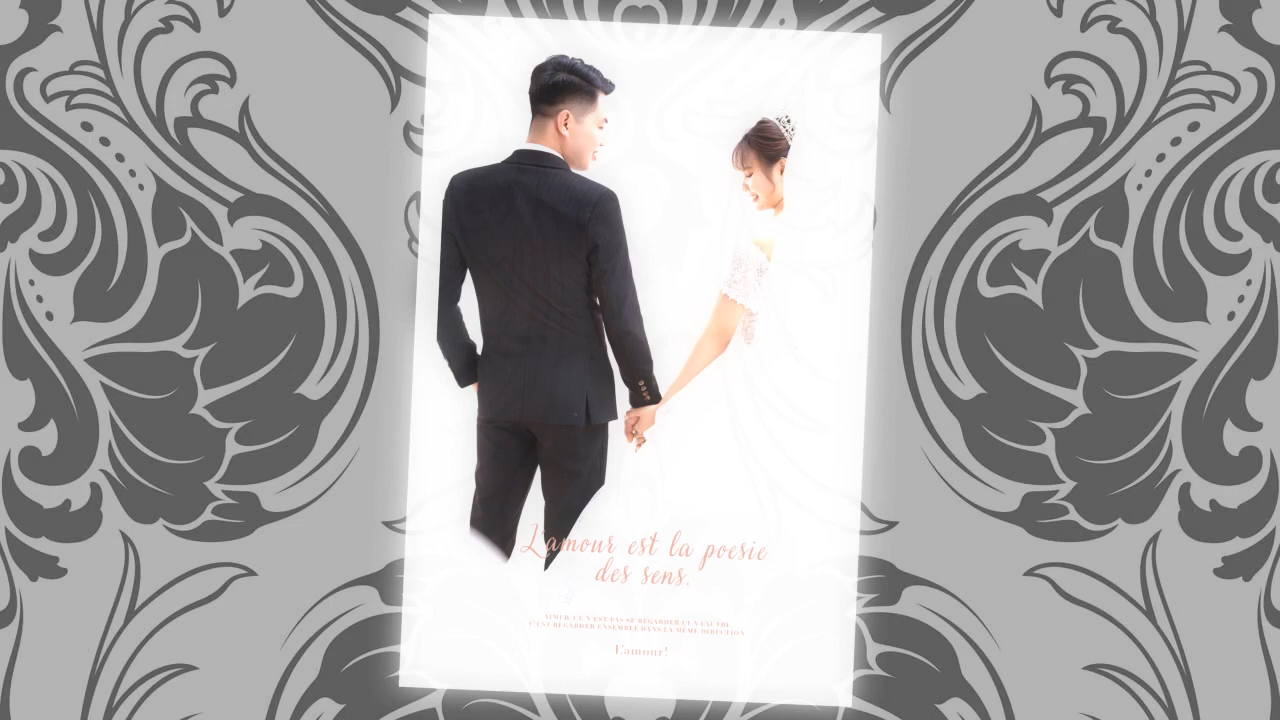 L'amour est la poesie
des sens.
AIMER, CE N'EST PAS SE REGARDER L'UN L'AUTRE,
C'EST REGARDER ENSEMBLE DANS LA MÊME DIRECTION
L'amour!